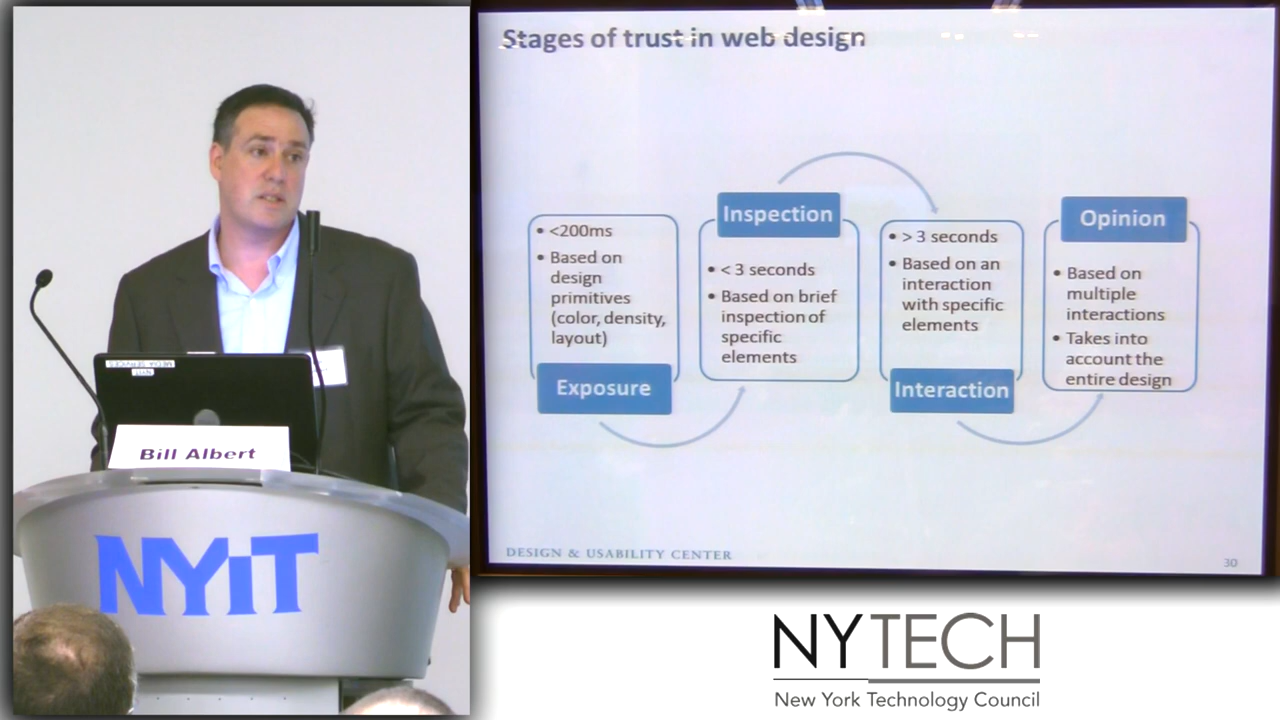 Stages of trust in web design
• <200ms
• Based on
design
primitives
(color, density,
layout)
Exposure
Inspection
• < 3 seconds
• Based on brief
inspection of
specific
elements
• > 3 seconds
• Based on an
interaction
with specific
elements
Interaction
Opinion
• Based on
multiple
interactions
• Takes into
account the
entire design
DESIGN & USABILITY CENTER
30
MEDIA SERVICES
NYIT
Bill Albert
NYiT
NYTECH
New York Technology Council